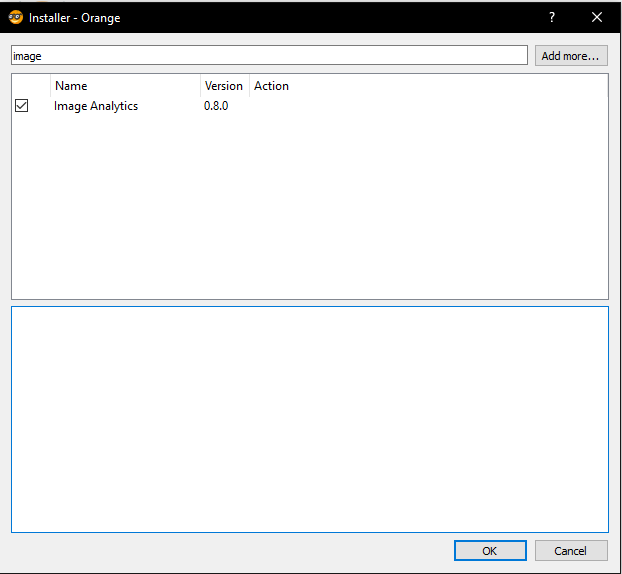 Installer - Orange
?
image
Add more...
Name Version Action
Image Analytics 0.8.0
OK Cancel